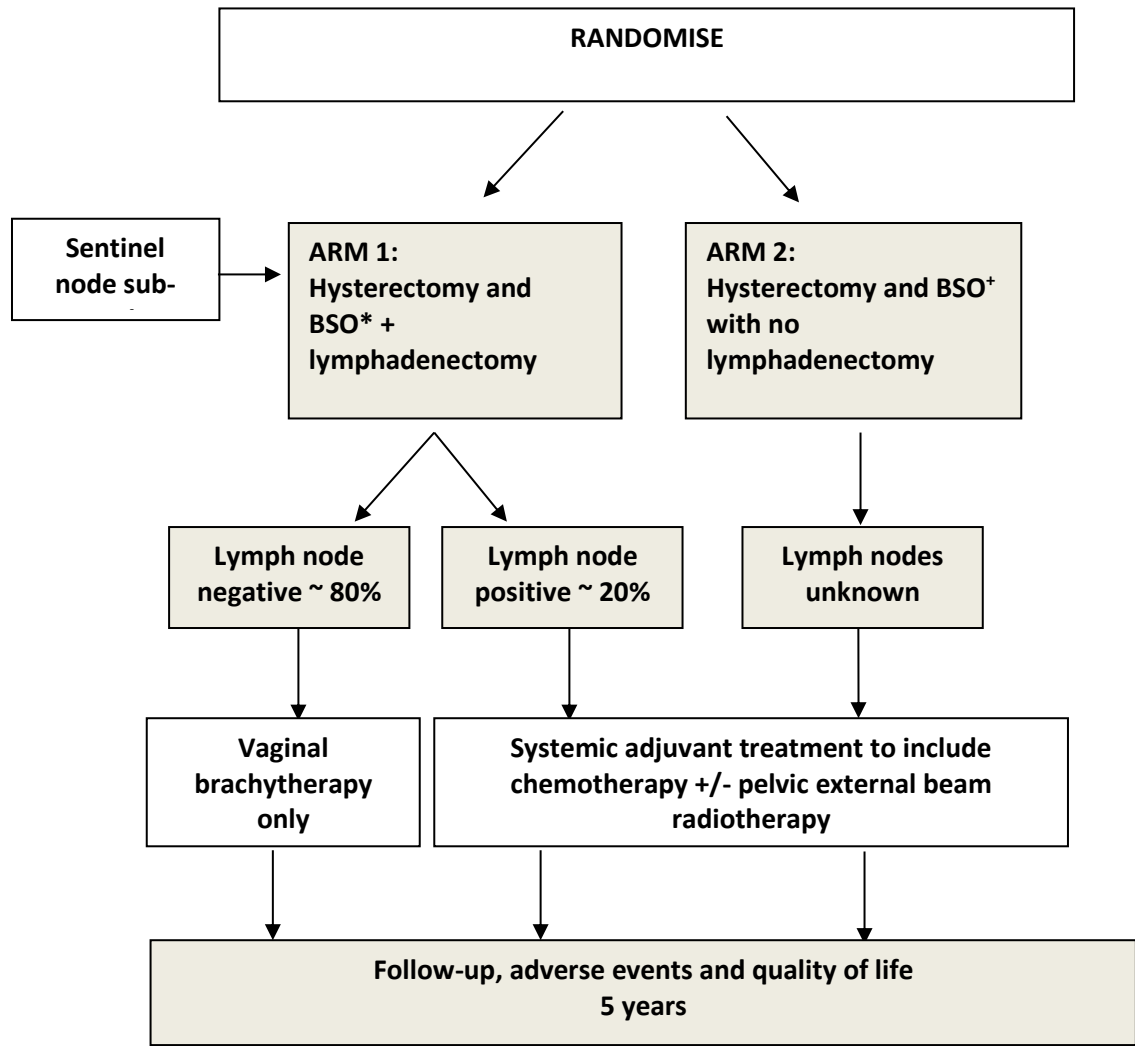 RANDOMISE
Sentinel
node sub-
ARM 1:
Hysterectomy and
BSO* +
lymphadenectomy
ARM 2:
Hysterectomy and BSO+
with no
lymphadenectomy
Lymph node
negative ~ 80%
Lymph node
positive ~ 20%
Lymph nodes
unknown
Vaginal
brachytherapy
only
Systemic adjuvant treatment to include
chemotherapy +/- pelvic external beam
radiotherapy
Follow-up, adverse events and quality of life
5 years